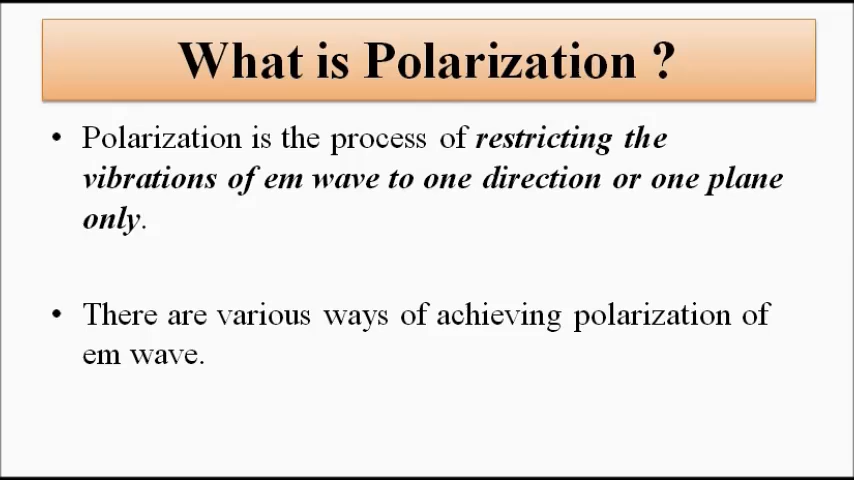 What is Polarization ?
• Polarization is the process of restricting the
vibrations of em wave to one direction or one plane
only.
• There are various ways of achieving polarization of
em wave.